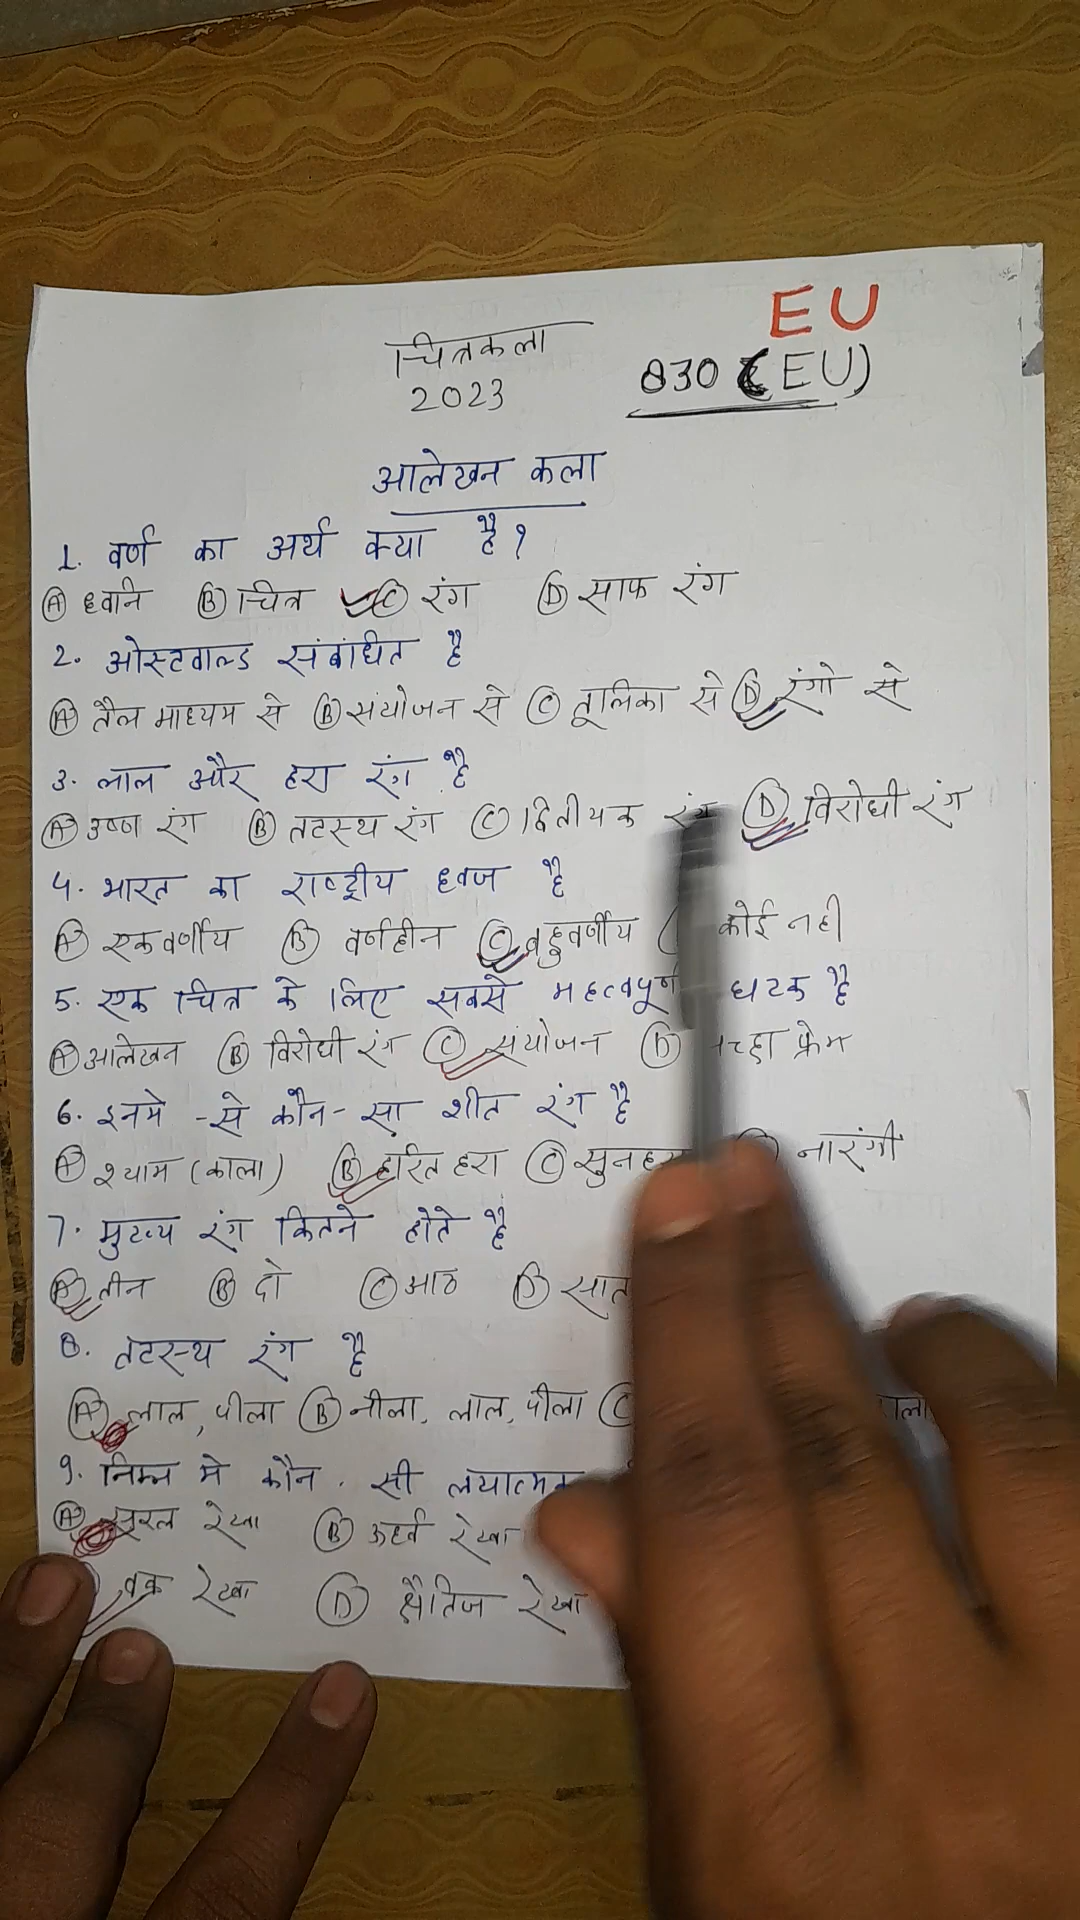 EU
चित्रकला
2023
830 (EU)
आलेखन कला
1. वर्ण का अर्थ क्या है?
Ⓐ ध्वनि Ⓑ चित्र Ⓒ रंग Ⓓ साफ रंग
2. ओस्टवाल्ड संबंधित है
Ⓐ तैल माध्यम से Ⓑ संयोजन से Ⓒ तूलिका से Ⓓ रंगो से
3. लाल और हरा रंग है
Ⓐ उष्ण रंग Ⓑ तटस्थ रंग Ⓒ द्वितीयक रंग Ⓓ विरोधी रंग
4. भारत का राष्ट्रीय ध्वज है
Ⓐ एकवर्णीय Ⓑ वर्णहीन Ⓒ बहुवर्णीय कोई नही
5. एक चित्र के लिए सबसे महत्वपूर्ण घटक है
Ⓐ आलेखन Ⓑ विरोधी रंग Ⓒ संयोजन Ⓓ फ्रेम
6. इनमे -से कौन-सा शीत रंग है
Ⓐ श्याम (काला) Ⓑ हरित हरा Ⓒ नारंगी
7. मुख्य रंग कितने होते है
Ⓐ तीन Ⓑ दो Ⓒ आठ Ⓓ सात
8. तटस्थ रंग है
Ⓐ लाल, पीला Ⓑ नीला, लाल, पीला Ⓒ
9. निम्न मे कौन. सी
Ⓐ सरल रेखा Ⓑ ऊर्ध्व रेखा
वक्र रेखा Ⓓ क्षैतिज रेखा